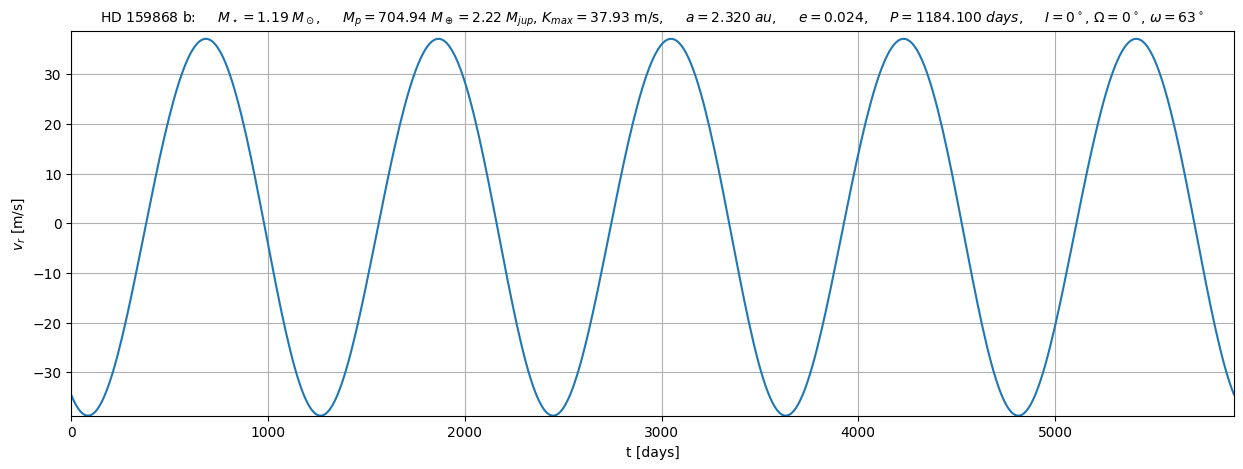 HD 159868 b: M⋆ = 1.19 M⊙, Mp = 704.94 M⊕ = 2.22 Mjup, Kmax = 37.93 m/s, a = 2.320 au, e = 0.024, P = 1184.100 days, I = 0°, Ω = 0°, ω = 63°
30
20
10
0
−10
−20
−30
vr [m/s]
0 1000 2000 3000 4000 5000
t [days]